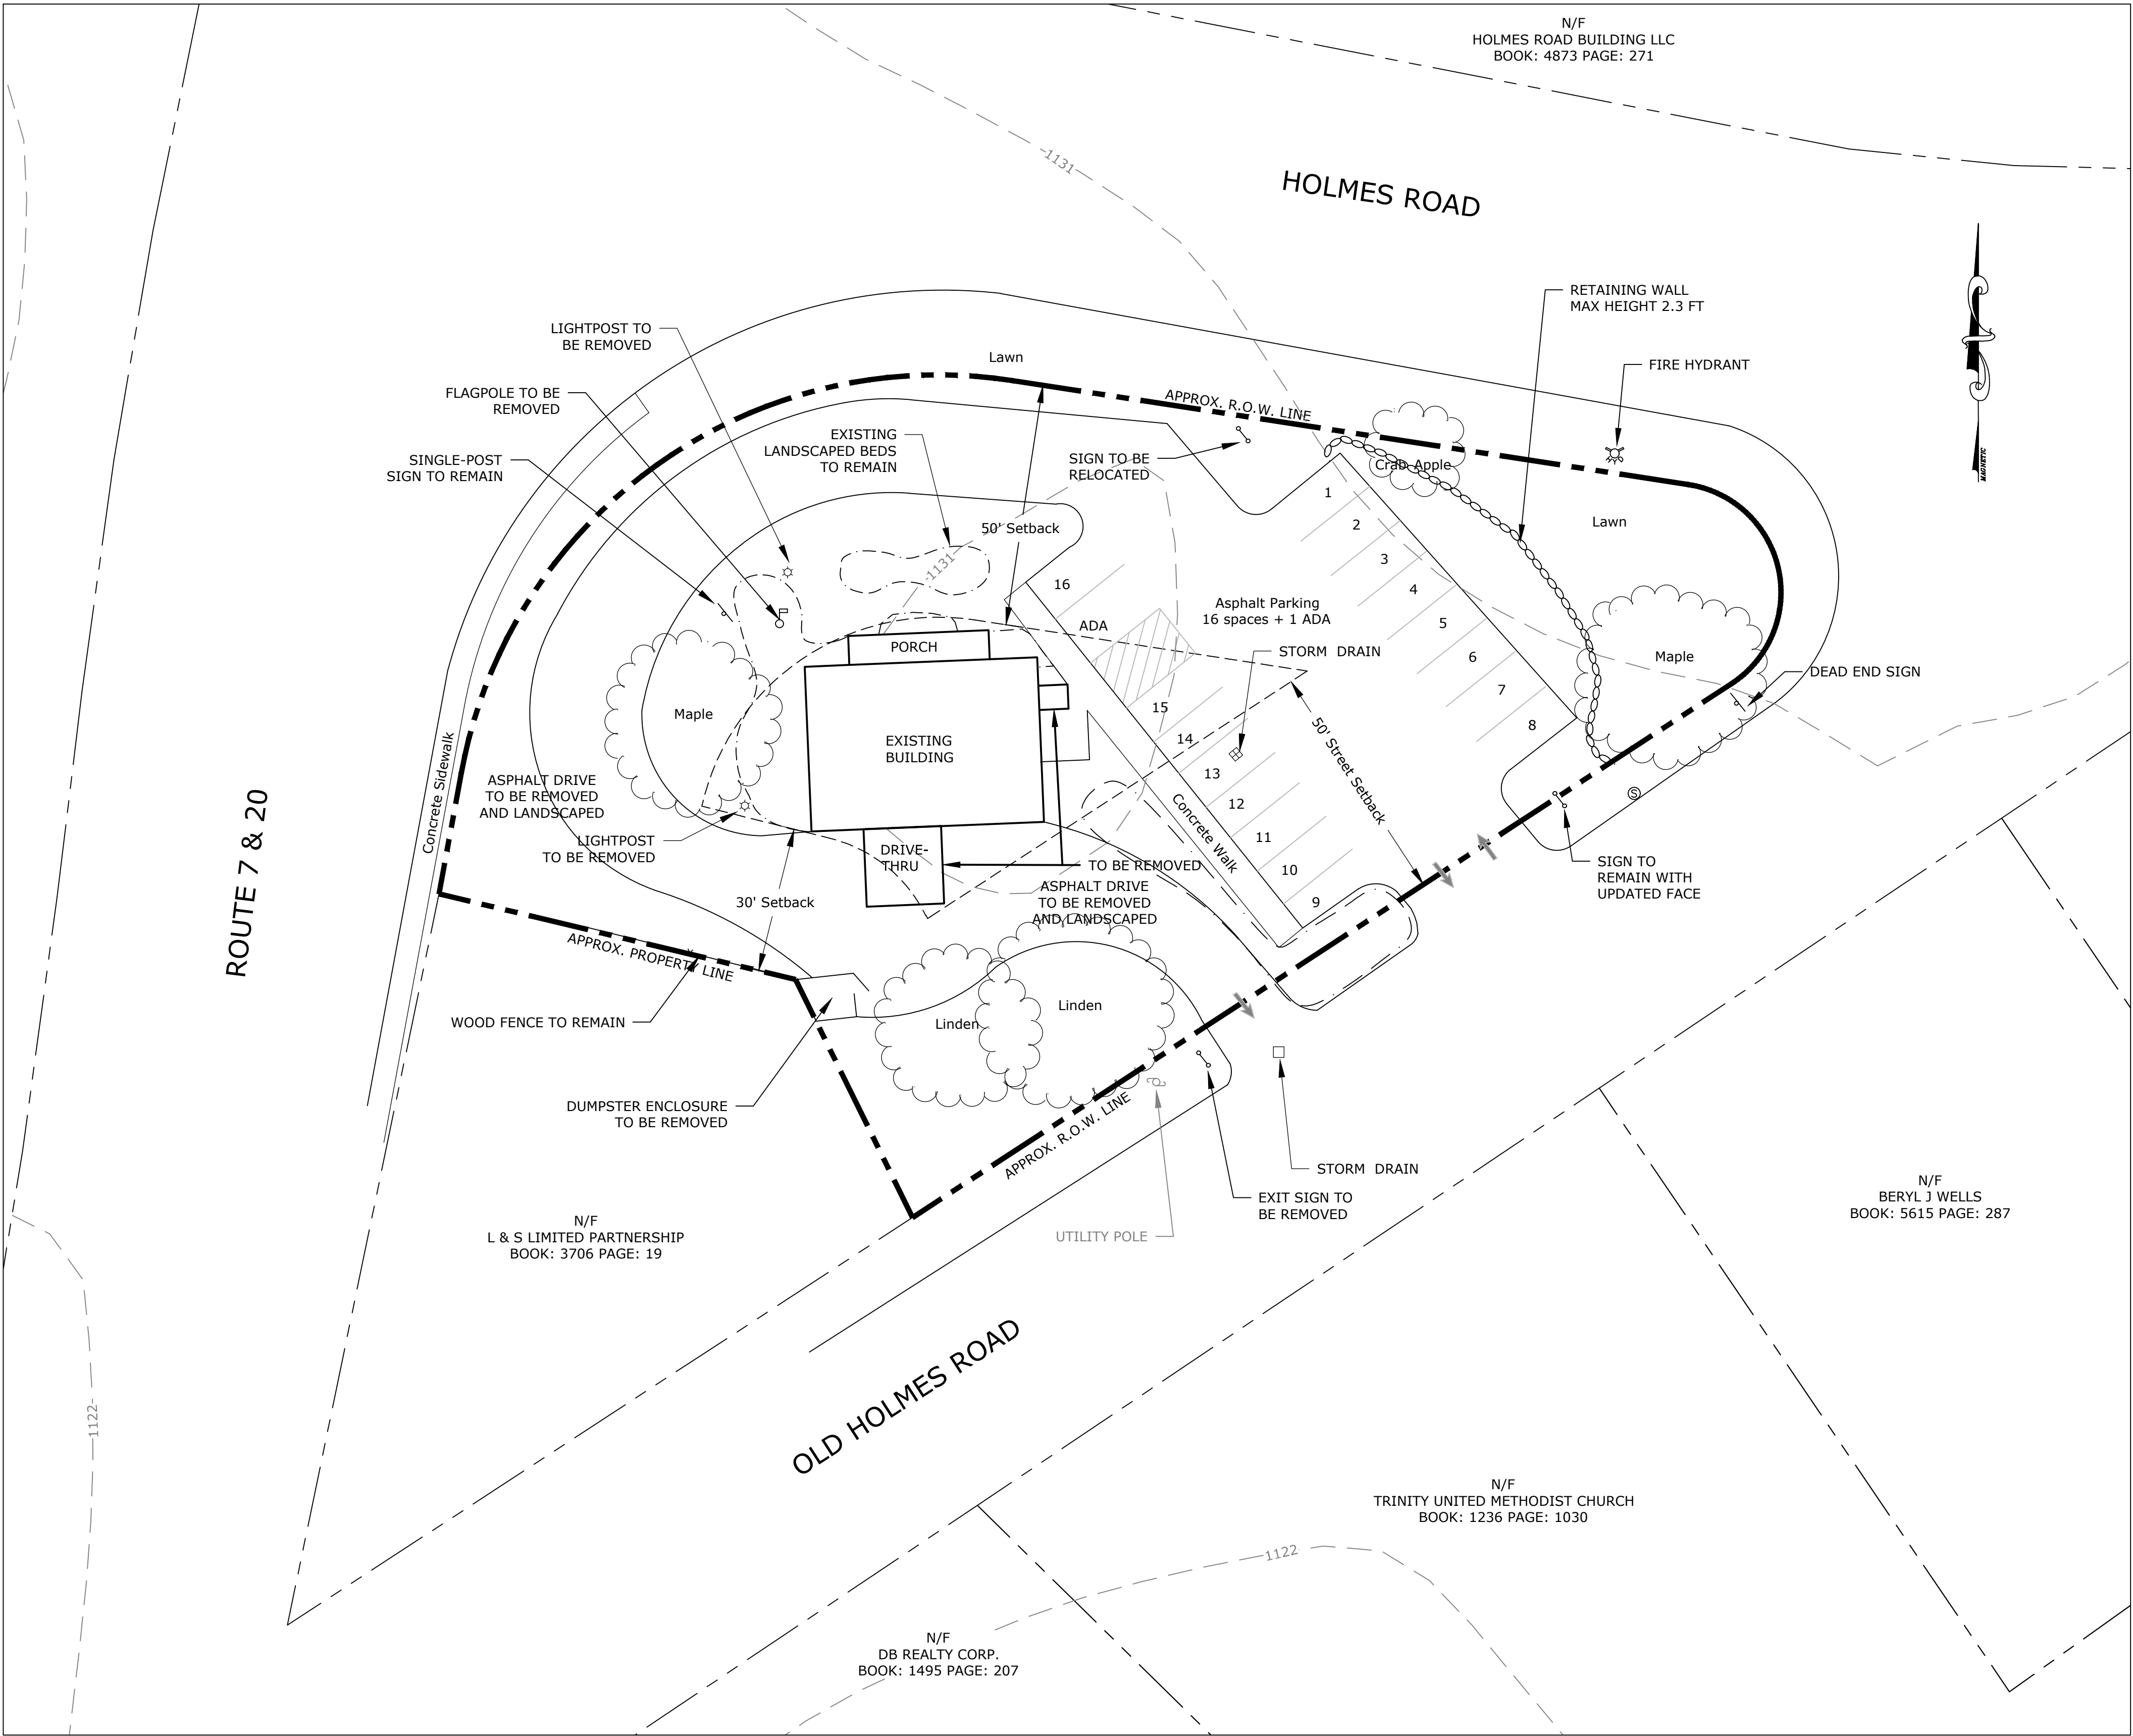 N/F
HOLMES ROAD BUILDING LLC
BOOK: 4873 PAGE: 271
-1131
HOLMES ROAD
RETAINING WALL
MAX HEIGHT 2.3 FT
LIGHTPOST TO
BE REMOVED
Lawn
FIRE HYDRANT
FLAGPOLE TO BE
REMOVED
APPROX. R.O.W. LINE
MAGNETIC
EXISTING
LANDSCAPED BEDS
TO REMAIN
SINGLE-POST
SIGN TO REMAIN
SIGN TO BE
RELOCATED
Crab Apple
1
2
3
4
5
6
7
8
Lawn
50' Setback
-1131
16
ADA
Asphalt Parking
16 spaces + 1 ADA
STORM DRAIN
PORCH
Maple
DEAD END SIGN
Maple
15
14
13
12
11
10
9
50' Street Setback
EXISTING
BUILDING
Concrete Sidewalk
ASPHALT DRIVE
TO BE REMOVED
AND LANDSCAPED
ROUTE 7 & 20
LIGHTPOST
TO BE REMOVED
DRIVE-
THRU
TO BE REMOVED
Concrete Walk
S
SIGN TO
REMAIN WITH
UPDATED FACE
ASPHALT DRIVE
TO BE REMOVED
AND LANDSCAPED
30' Setback
APPROX. PROPERTY LINE
WOOD FENCE TO REMAIN
Linden
Linden
DUMPSTER ENCLOSURE
TO BE REMOVED
APPROX. R.O.W. LINE
STORM DRAIN
EXIT SIGN TO
BE REMOVED
UTILITY POLE
N/F
L & S LIMITED PARTNERSHIP
BOOK: 3706 PAGE: 19
N/F
BERYL J WELLS
BOOK: 5615 PAGE: 287
OLD HOLMES ROAD
1122-
N/F
TRINITY UNITED METHODIST CHURCH
BOOK: 1236 PAGE: 1030
-1122
N/F
DB REALTY CORP.
BOOK: 1495 PAGE: 207